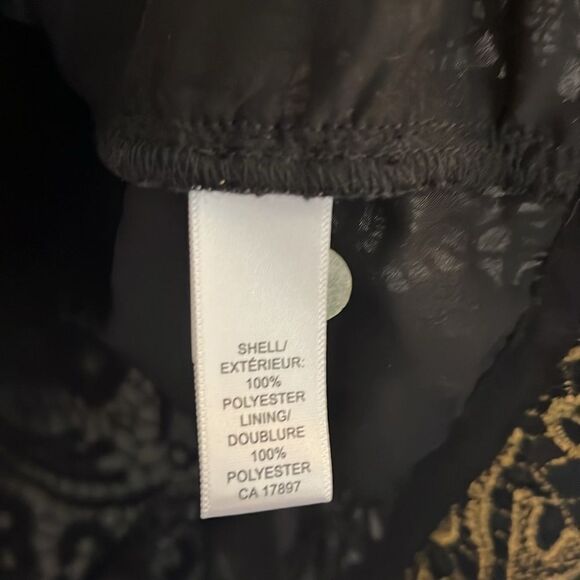 SHELL/
EXTÉRIEUR:
100%
POLYESTER
LINING/
DOUBLURE
100%
POLYESTER
CA 17897